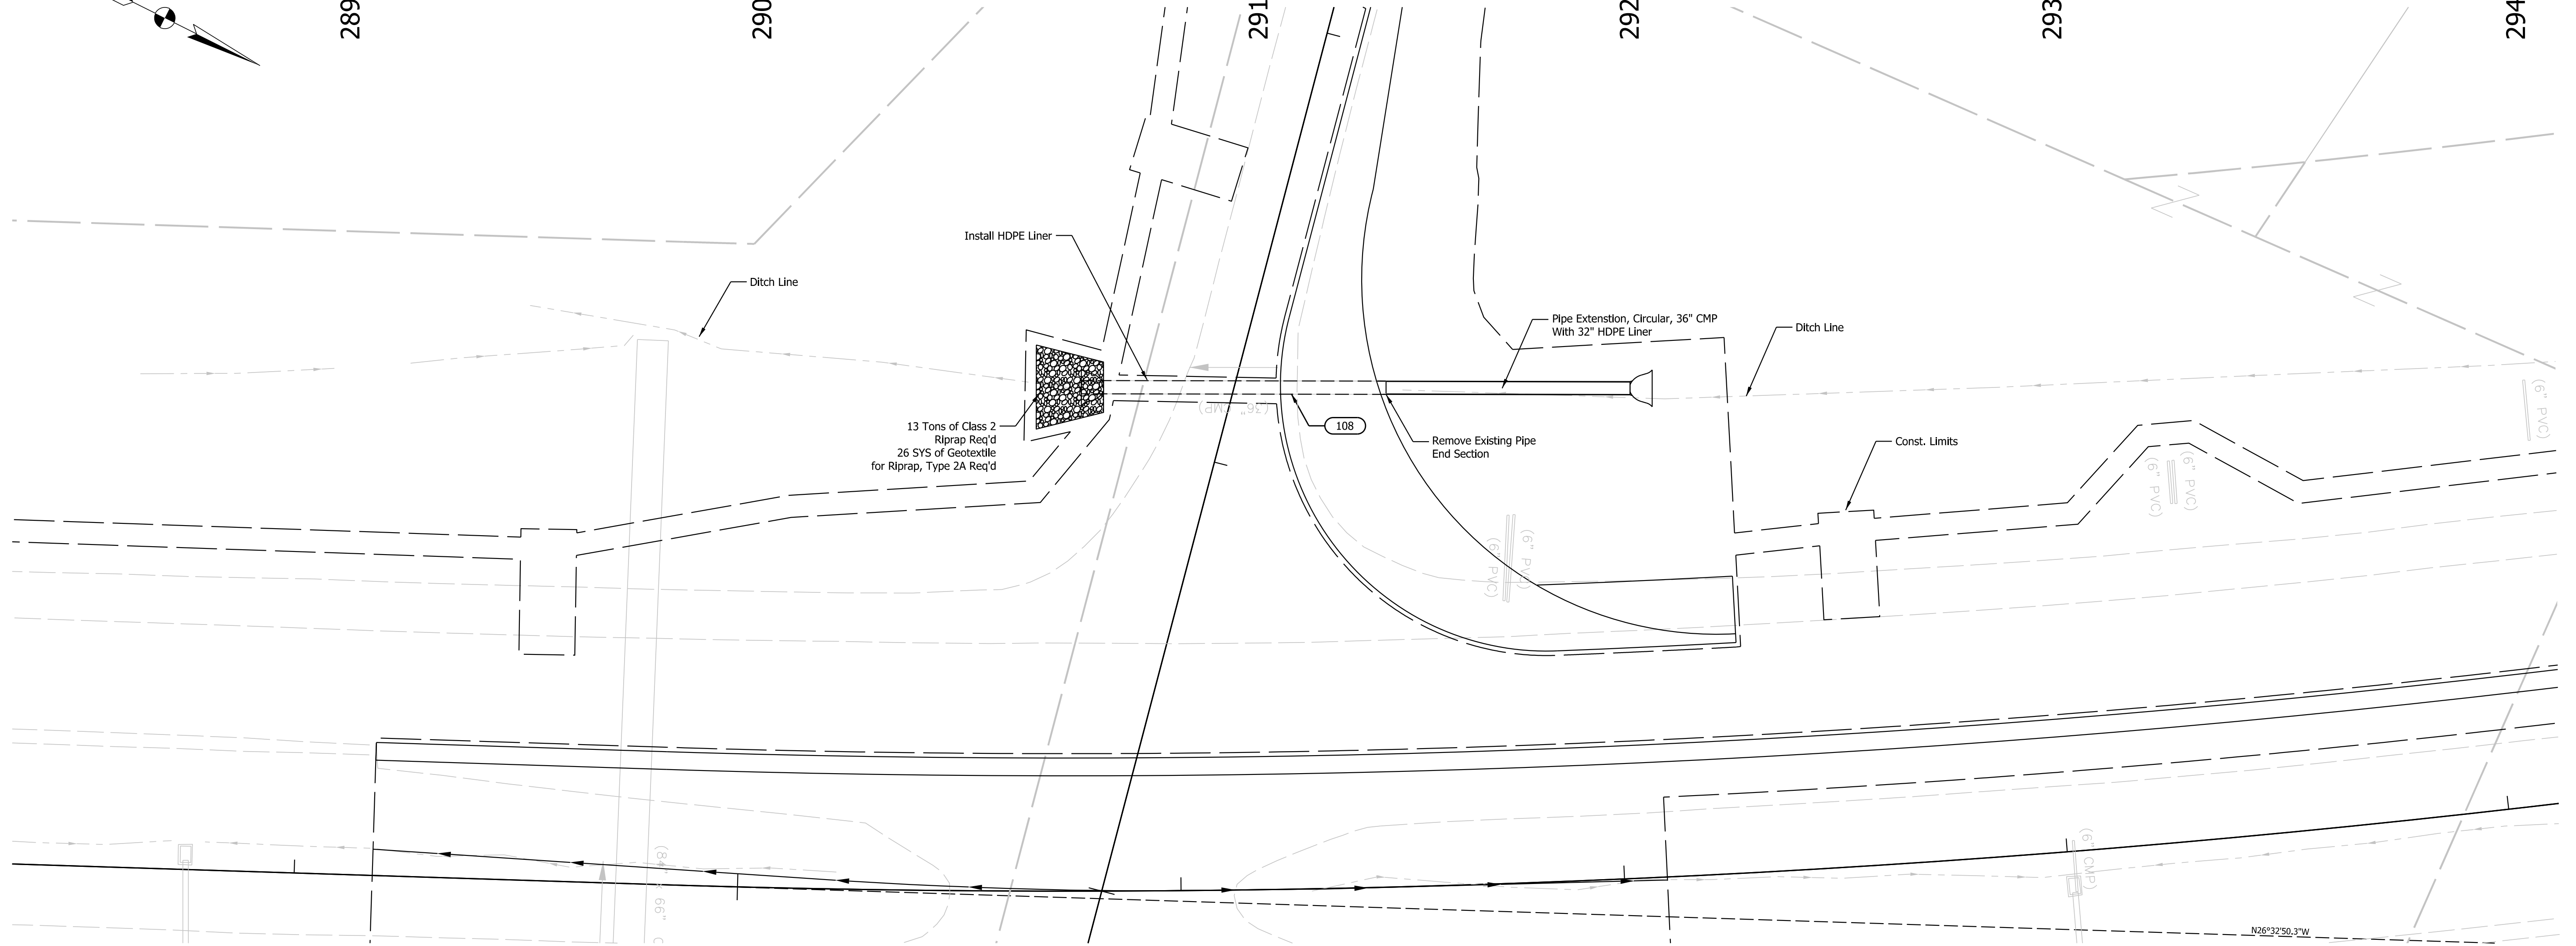 289
290
291
292
293
294
Install HDPE Liner
Ditch Line
Pipe Extenstion, Circular, 36" CMP
With 32" HDPE Liner
Ditch Line
(6" PVC)
(36" CMP)
13 Tons of Class 2
Riprap Req'd
26 SYS of Geotextile
for Riprap, Type 2A Req'd
108
Remove Existing Pipe
End Section
Const. Limits
(6" PVC)
(6" PVC)
(6" PVC)
(6" PVC)
(6" CMP)
N26°32'50.3"W